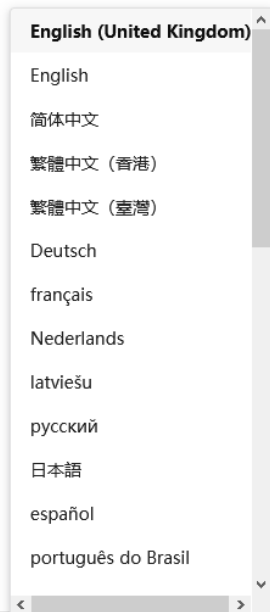 English (United Kingdom)
English
简体中文
繁體中文（香港）
繁體中文（臺灣）
Deutsch
français
Nederlands
latviešu
русский
日本語
español
português do Brasil